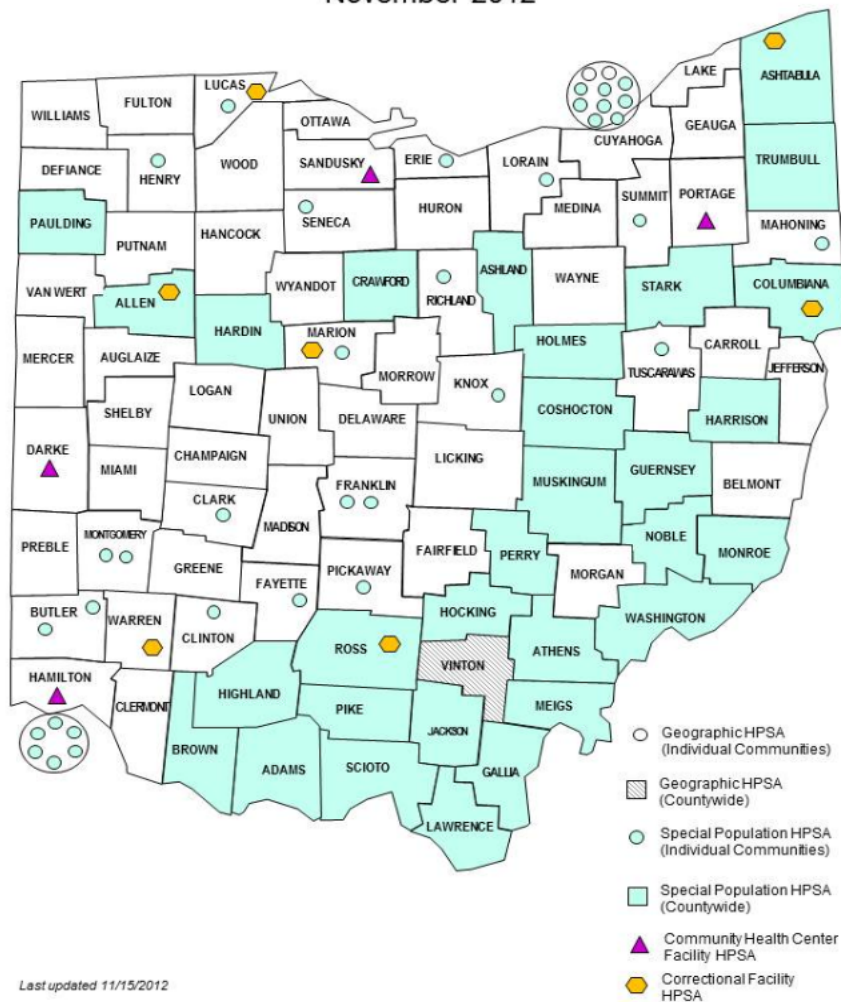 November 2012
LAKE
ASHTABULA
LUCAS
FULTON
WILLIAMS
OTTAWA
GEAUGA
CUYAHOGA
WOOD
SANDUSKY
ERIE
LORAIN
TRUMBULL
DEFIANCE
HENRY
SUMMIT
PORTAGE
MEDINA
HURON
SENECA
PAULDING
MAHONING
HANCOCK
PUTNAM
ASHLAND
WAYNE
STARK
COLUMBIANA
VAN WERT
WYANDOT
CRAWFORD
RICHLAND
ALLEN
HARDIN
MARION
HOLMES
CARROLL
MERCER
AUGLAIZE
JEFFERSON
TUSCARAWAS
MORROW
KNOX
LOGAN
COSHOCTON
SHELBY
UNION
DELAWARE
HARRISON
DARKE
CHAMPAIGN
LICKING
GUERNSEY
MIAMI
BELMONT
FRANKLIN
MUSKINGUM
CLARK
MADISON
MONTGOMERY
NOBLE
PREBLE
FAIRFIELD
PERRY
MONROE
GREENE
PICKAWAY
MORGAN
FAYETTE
BUTLER
HOCKING
WASHINGTON
WARREN
CLINTON
ROSS
ATHENS
VINTON
HAMILTON
HIGHLAND
CLERMONT
PIKE
MEIGS
JACKSON
BROWN
ADAMS
SCIOTO
GALLIA
LAWRENCE
Geographic HPSA
(Individual Communities)
Geographic HPSA
(Countywide)
Special Population HPSA
(Individual Communities)
Special Population HPSA
(Countywide)
Community Health Center
Facility HPSA
Correctional Facility
HPSA
Last updated 11/15/2012